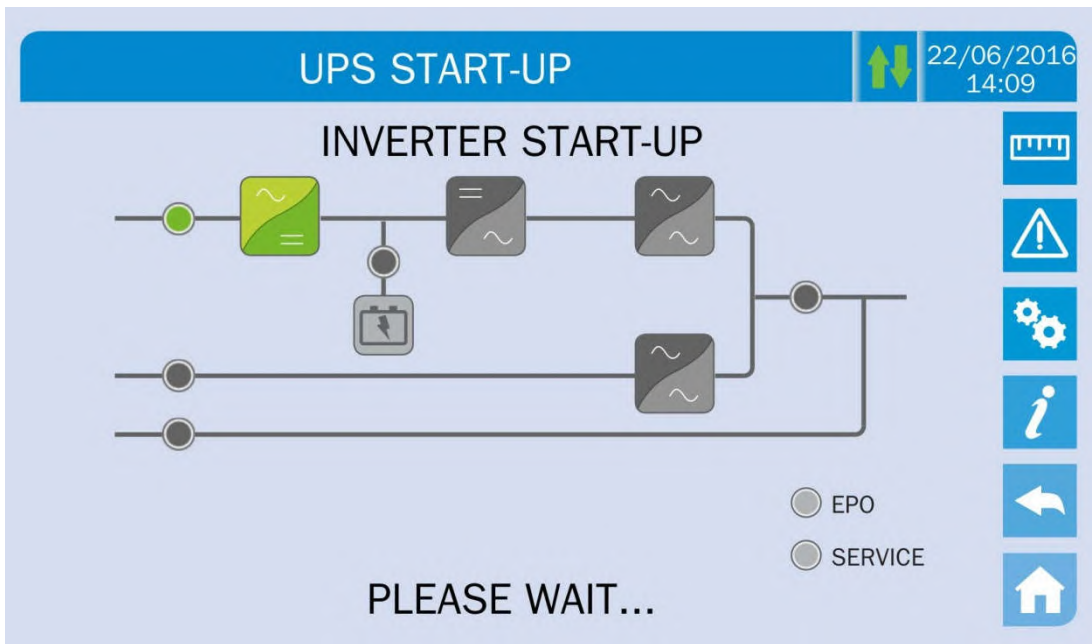 UPS START-UP
22/06/2016
14:09
INVERTER START-UP
EPO
SERVICE
PLEASE WAIT...